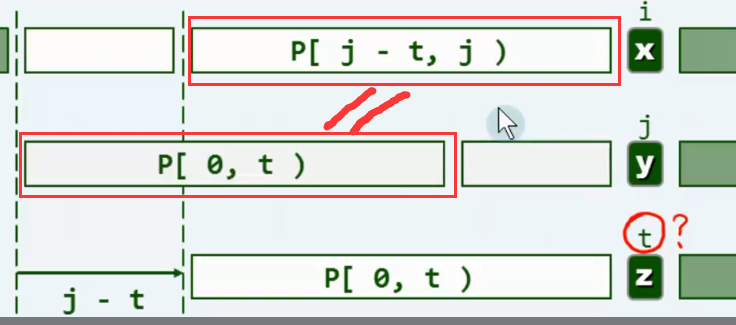 i
P[ j - t, j )
x
j
P[ 0, t )
y
t ?
P[ 0, t )
z
j - t